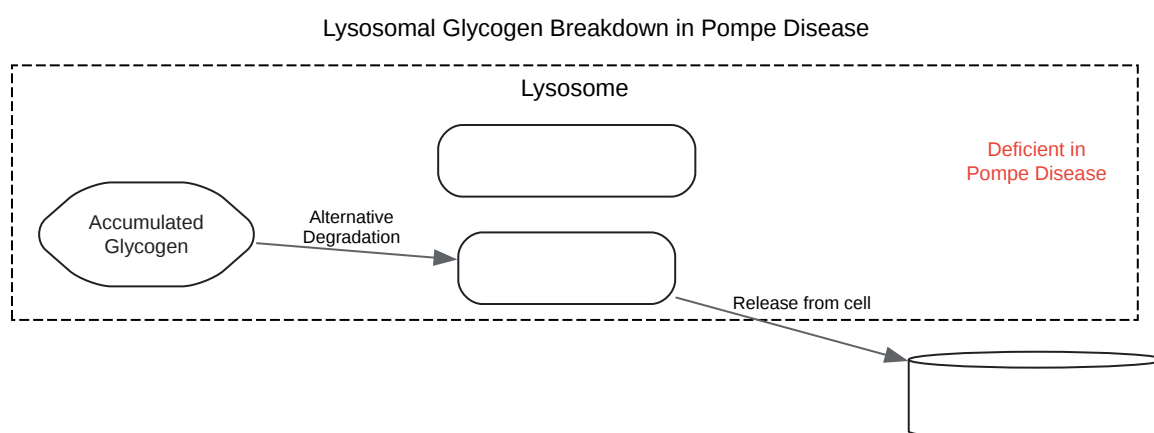 Lysosomal Glycogen Breakdown in Pompe Disease
Lysosome
Deficient in
Pompe Disease
Accumulated
Glycogen
Alternative
Degradation
Release from cell